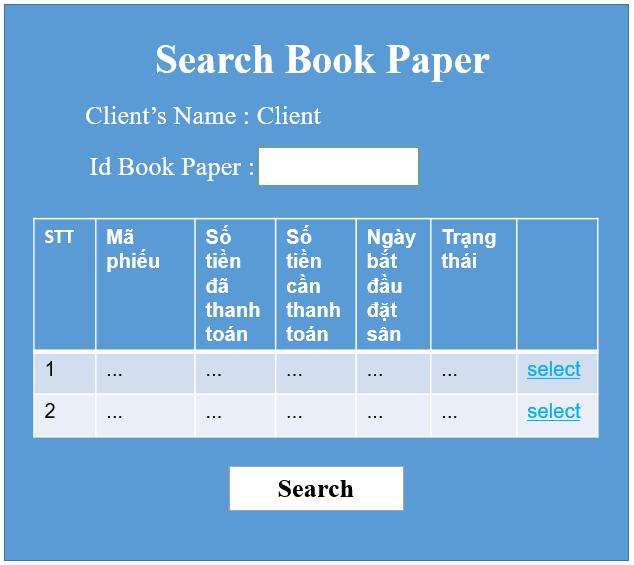 Search Book Paper
Client’s Name : Client
Id Book Paper :
STT
Mã
phiếu
Số
tiền
đã
thanh
toán
Số
tiền
cần
thanh
toán
Ngày
bắt
đầu
đặt
sân
Trạng
thái
1 ... ... ... ... ... select
2 ... ... ... ... ... select
Search